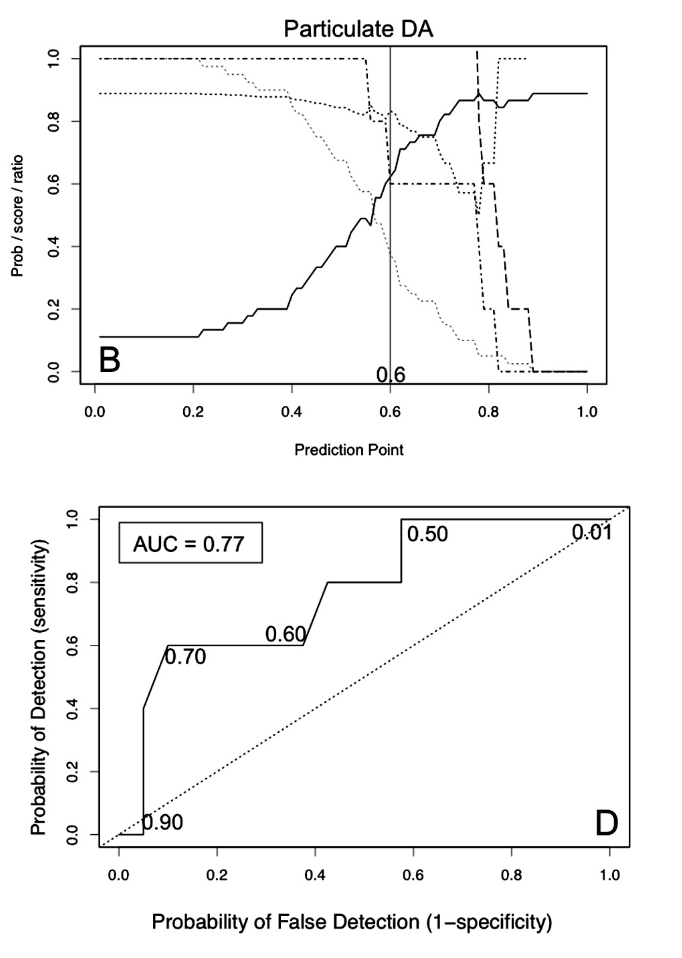 Particulate DA
Prob / score / ratio
1.0
0.8
0.6
0.4
0.2
0.0
B
0.6
0.0 0.2 0.4 0.6 0.8 1.0
Prediction Point
Probability of Detection (sensitivity)
1.0
0.8
0.6
0.4
0.2
0.0
AUC = 0.77
0.50
0.01
0.60
0.70
0.90
D
0.0 0.2 0.4 0.6 0.8 1.0
Probability of False Detection (1−specificity)